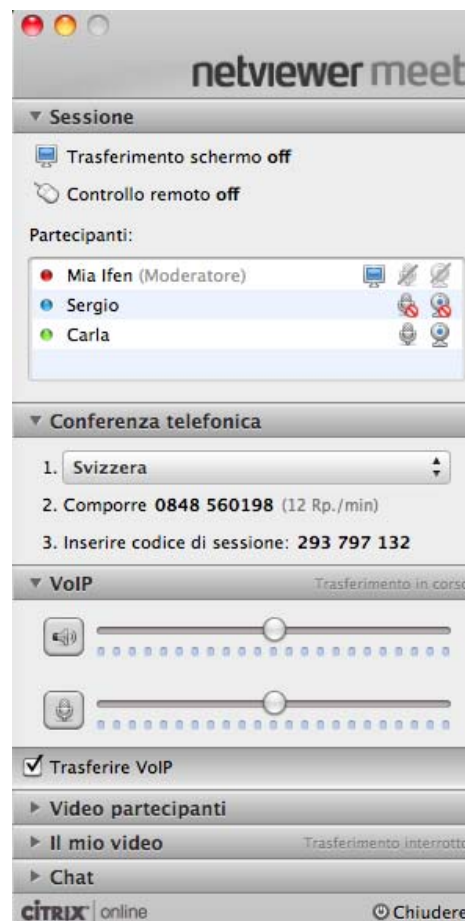 netviewer meet
Sessione
Trasferimento schermo off
Controllo remoto off
Partecipanti:
Mia Ifen (Moderatore)
Sergio
Carla
Conferenza telefonica
1. Svizzera
2. Comporre 0848 560198 (12 Rp./min)
3. Inserire codice di sessione: 293 797 132
VoIP Trasferimento in corso
Trasferire VoIP
Video partecipanti
Il mio video Trasferimento interrotto
Chat
CITRIX online Chiudere